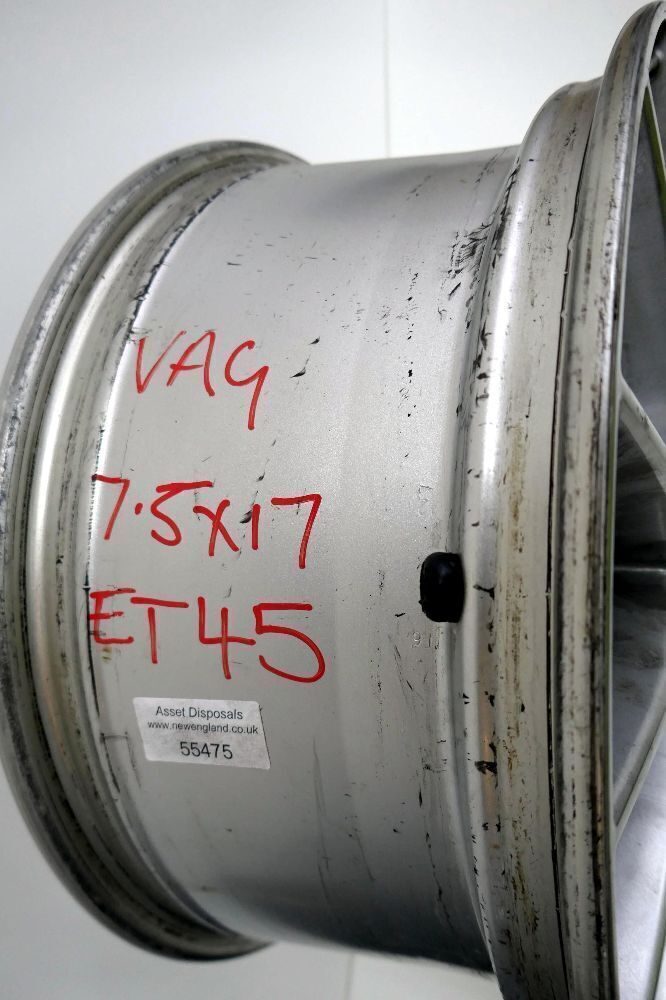 VAG
7.5X17
ET45
Asset Disposals
www.newengland.co.uk
55475